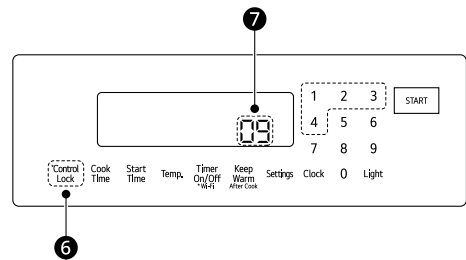 7
09
1 2 3
4 5 6
7 8 9
0
START
Control Lock
Cook Time
Start Time
Temp.
Timer On/Off
*Wi-Fi
Keep Warm
After Cook
Settings
Clock
Light
6